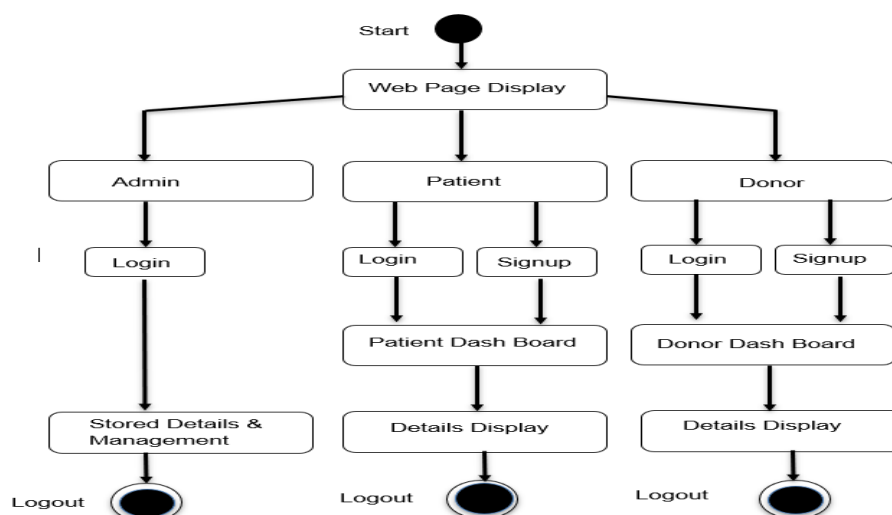 Start
Web Page Display
Admin
Patient
Donor
Login
Login
Signup
Login
Signup
Patient Dash Board
Donor Dash Board
Stored Details &
Management
Details Display
Details Display
Logout
Logout
Logout